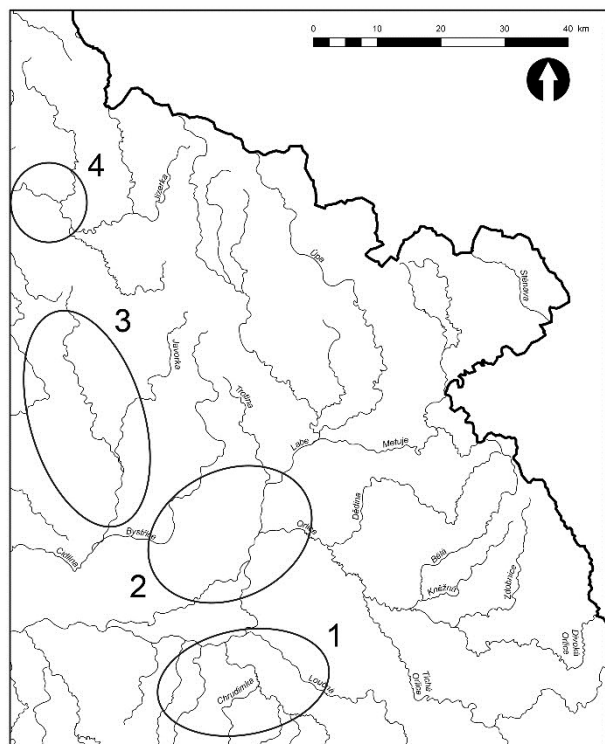 0 10 20 30 40 km
4
Jizerka
Úpa
Stěnava
3
Javorka
Trotina
Labe
Metuje
Dědina
Orlice
Bystřice
Cidlina
Bělá
Kněžná
Zdobnice
2
Divoká
Orlice
Tichá
Orlice
1
Loučná
Chrudimka